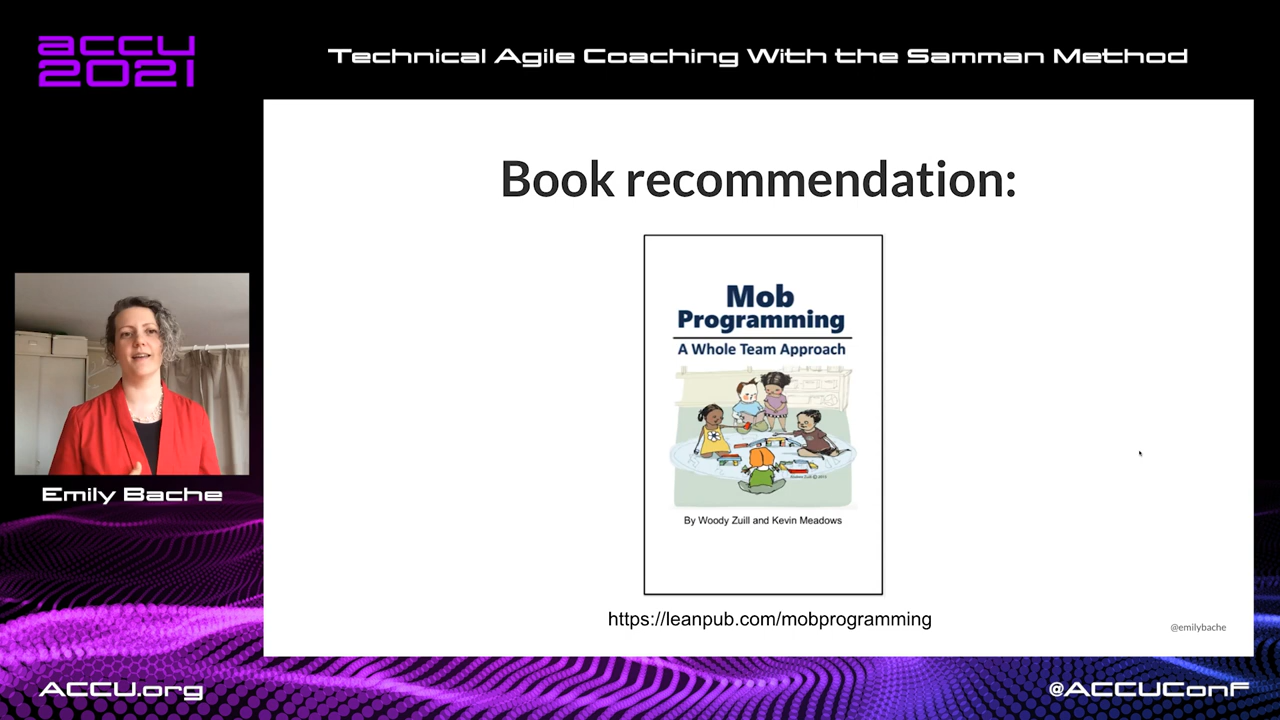 accu
2021
Technical Agile Coaching With the Samman Method
Book recommendation:
Mob
Programming
A Whole Team Approach
By Woody Zuill and Kevin Meadows
https://leanpub.com/mobprogramming
@emilybache
Emily Bache
ACCU.org
@ACCUConf